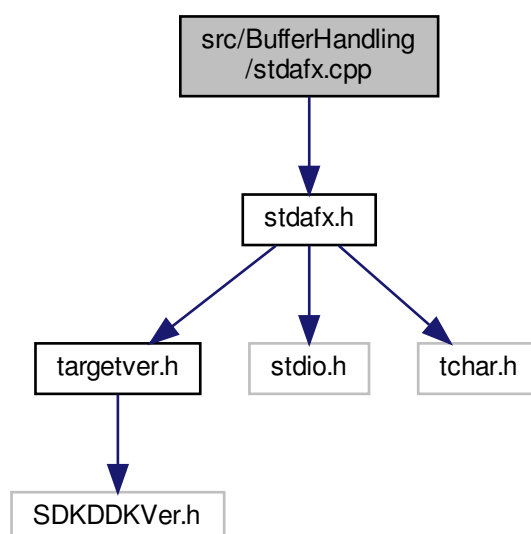 src/BufferHandling
/stdafx.cpp
stdafx.h
targetver.h
stdio.h
tchar.h
SDKDDKVer.h